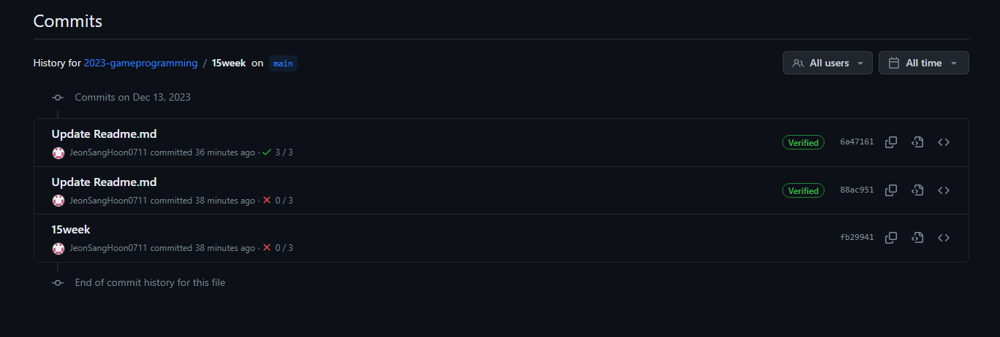 Commits
History for 2023-gameprogramming / 15week on main
All users
All time
Commits on Dec 13, 2023
Update Readme.md
JeonSangHoon0711 committed 36 minutes ago · 3 / 3
Verified
6a47161
Update Readme.md
JeonSangHoon0711 committed 38 minutes ago · 0 / 3
Verified
88ac951
15week
JeonSangHoon0711 committed 38 minutes ago · 0 / 3
fb29941
End of commit history for this file